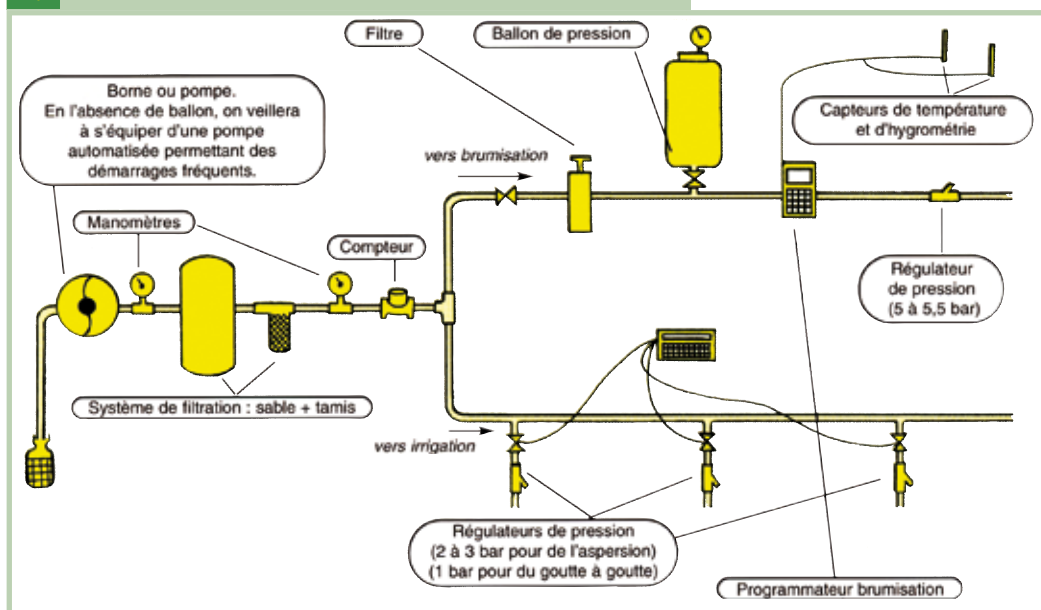 Filtre
Ballon de pression
Borne ou pompe.
En l'absence de ballon, on veillera
à s'équiper d'une pompe
automatisée permettant des
démarrages fréquents.
Capteurs de température
et d'hygrométrie
vers brumisation
Manomètres
Compteur
Régulateur
de pression
(5 à 5,5 bar)
Système de filtration : sable + tamis
vers irrigation
Régulateurs de pression
(2 à 3 bar pour de l'aspersion)
(1 bar pour du goutte à goutte)
Programmateur brumisation